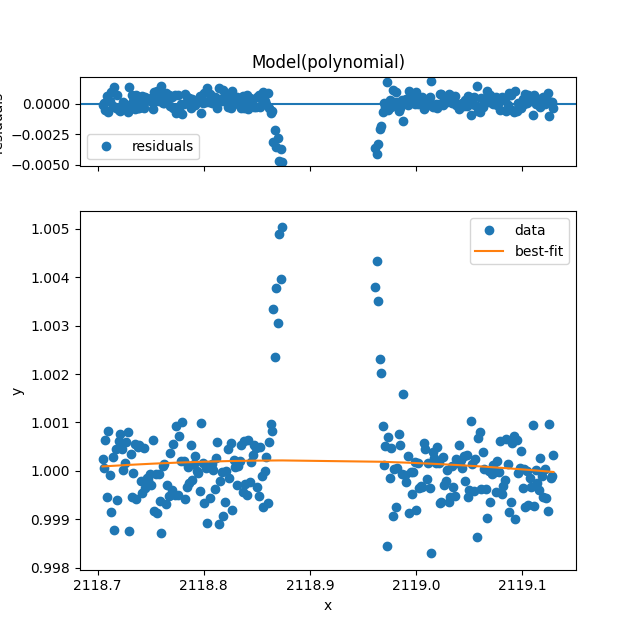 Model(polynomial)
0.0000
−0.0025
−0.0050
residuals
1.005
1.004
1.003
1.002
1.001
1.000
0.999
0.998
y
data
best-fit
2118.7
2118.8
2118.9
2119.0
2119.1
x